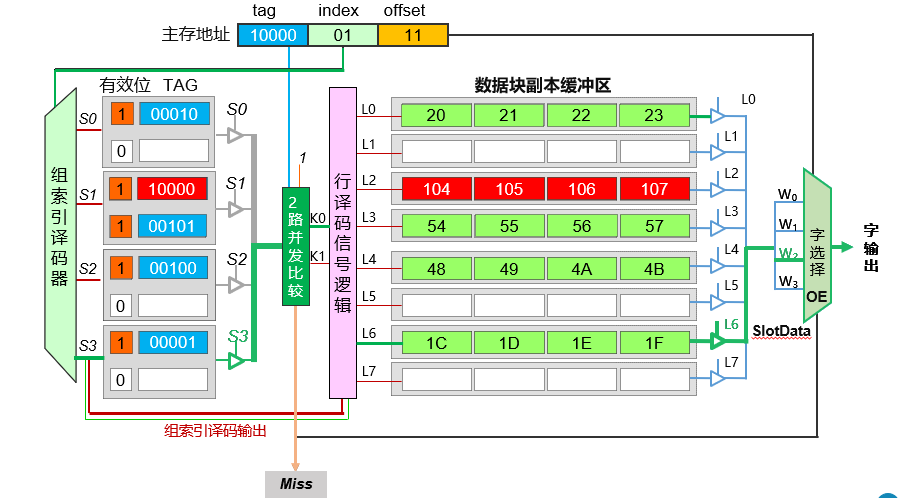 tag index offset
主存地址 10000 01 11
有效位 TAG
数据块副本缓冲区
S0 1 00010 S0
0
S1 1 10000 S1
1 00101
S2 1 00100 S2
0
S3 1 00001 S3
0
组索引译码器
1
2路并发比较
K0
K1
行译码信号逻辑
L0 20 21 22 23 L0
L1 L1
L2 104 105 106 107 L2
L3 54 55 56 57 L3
L4 48 49 4A 4B L4
L5 L5
L6 1C 1D 1E 1F L6
L7 L7
SlotData
W0
W1
W2
W3
字选择
OE
字输出
组索引译码输出
Miss